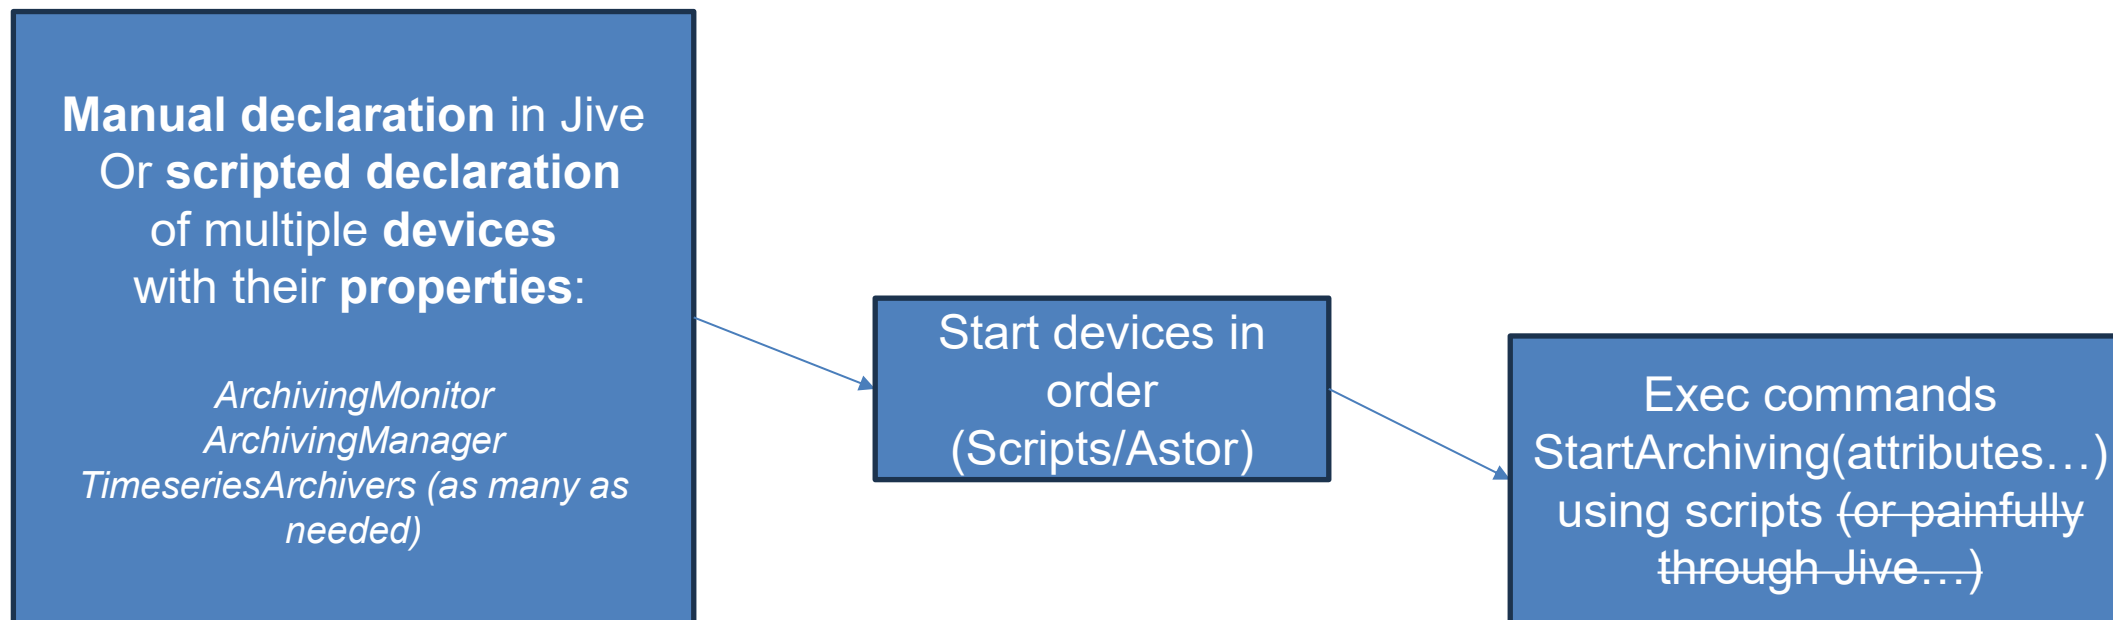 Manual declaration in Jive
Or scripted declaration
of multiple devices
with their properties:
ArchivingMonitor
ArchivingManager
TimeseriesArchivers (as many as
needed)
Start devices in
order
(Scripts/Astor)
Exec commands
StartArchiving(attributes…)
using scripts (or painfully
through Jive…)